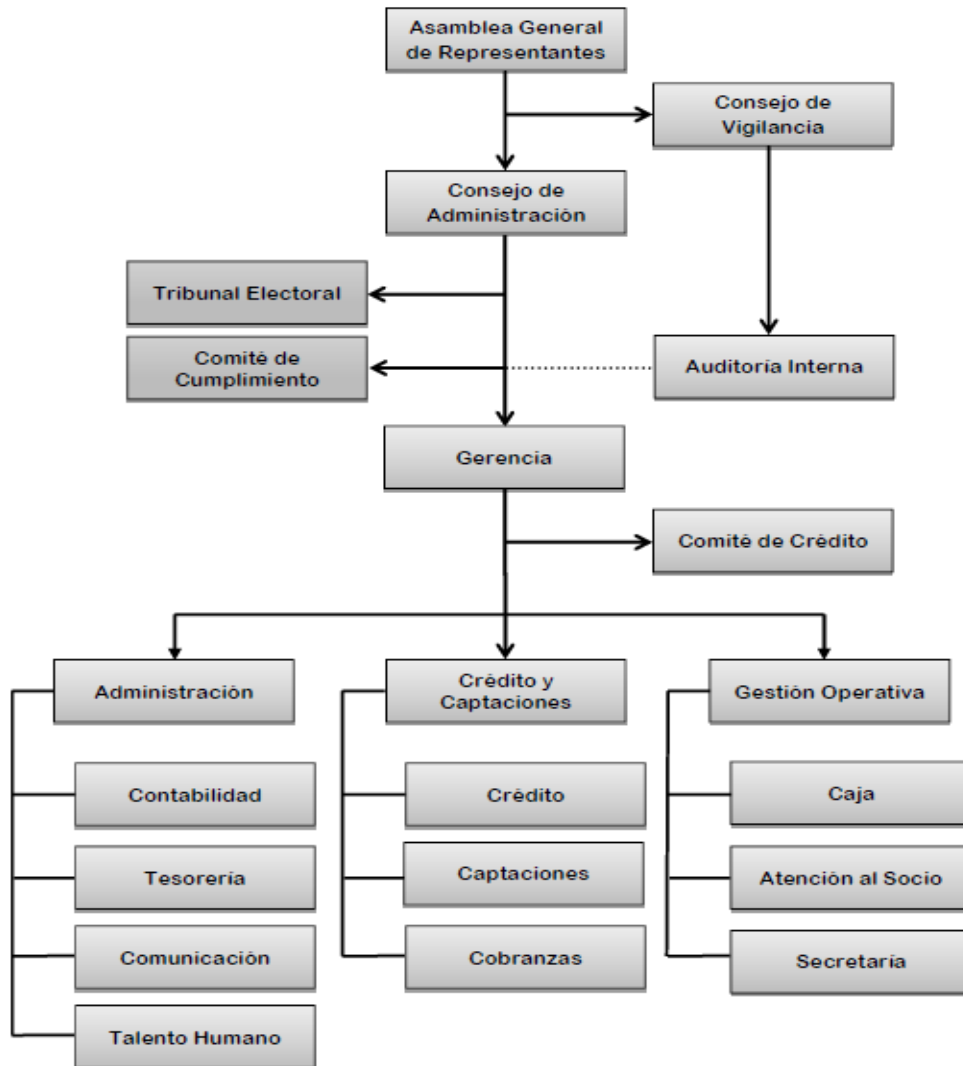 Asamblea General
de Representantes
Consejo de
Vigilancia
Consejo de
Administración
Tribunal Electoral
Comité de
Cumplimiento
Auditoría Interna
Gerencia
Comité de Crédito
Administración
Crédito y
Captaciones
Gestión Operativa
Contabilidad
Crédito
Caja
Tesorería
Captaciones
Atención al Socio
Comunicación
Cobranzas
Secretaría
Talento Humano